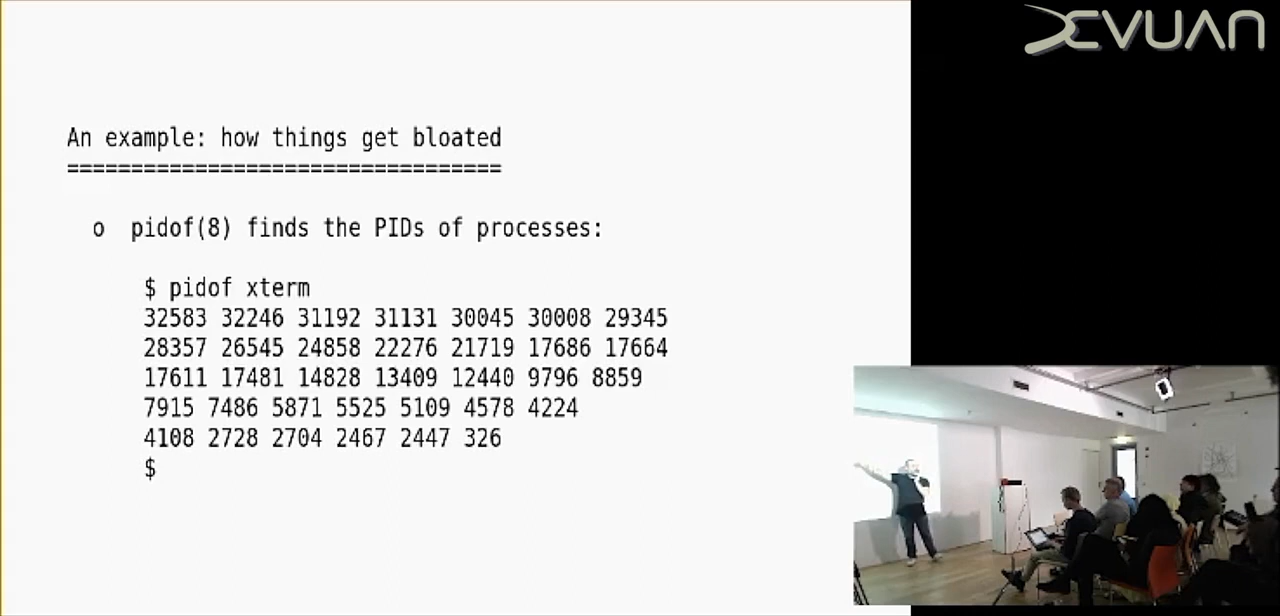 DEVUAN
An example: how things get bloated
==================================
o pidof(8) finds the PIDs of processes:
$ pidof xterm
32583 32246 31192 31131 30045 30008 29345
28357 26545 24858 22276 21719 17686 17664
17611 17481 14828 13409 12440 9796 8859
7915 7486 5871 5525 5109 4578 4224
4108 2728 2704 2467 2447 326
$